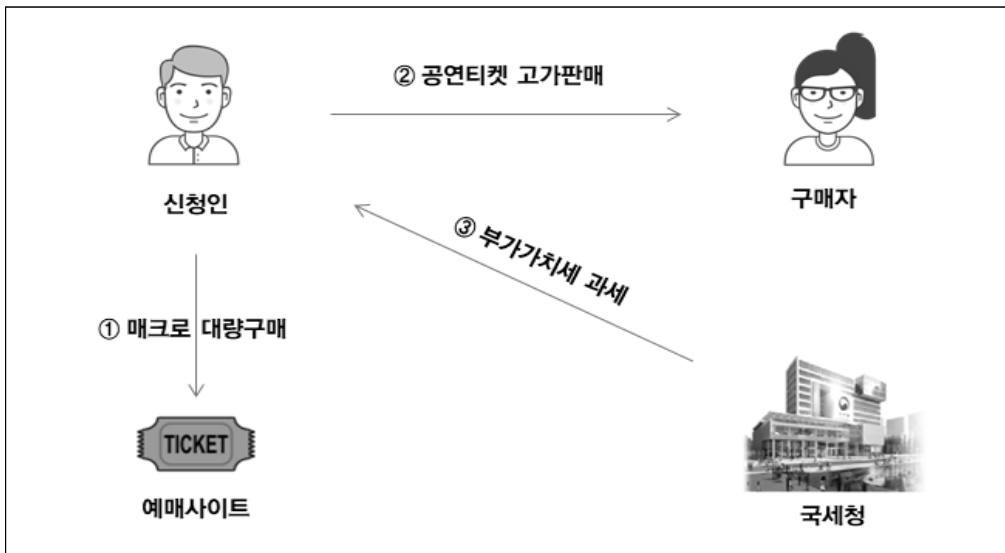 ② 공연티켓 고가판매
신청인
구매자
③ 부가가치세 과세
① 매크로 대량구매
TICKET
예매사이트
국세청